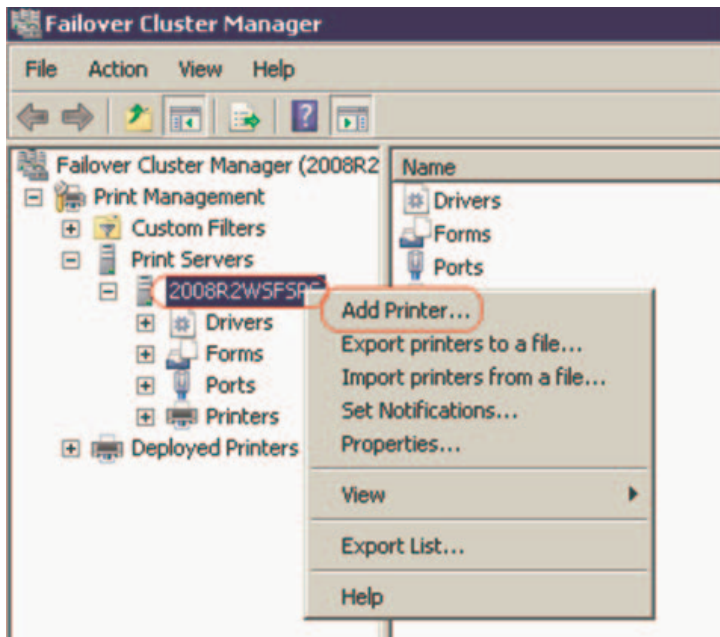 Failover Cluster Manager
File Action View Help
Failover Cluster Manager (2008R2
Print Management
Custom Filters
Print Servers
2008R2WSFSPS
Drivers
Forms
Ports
Printers
Deployed Printers
Name
Drivers
Forms
Ports
Add Printer...
Export printers to a file...
Import printers from a file...
Set Notifications...
Properties...
View
Export List...
Help